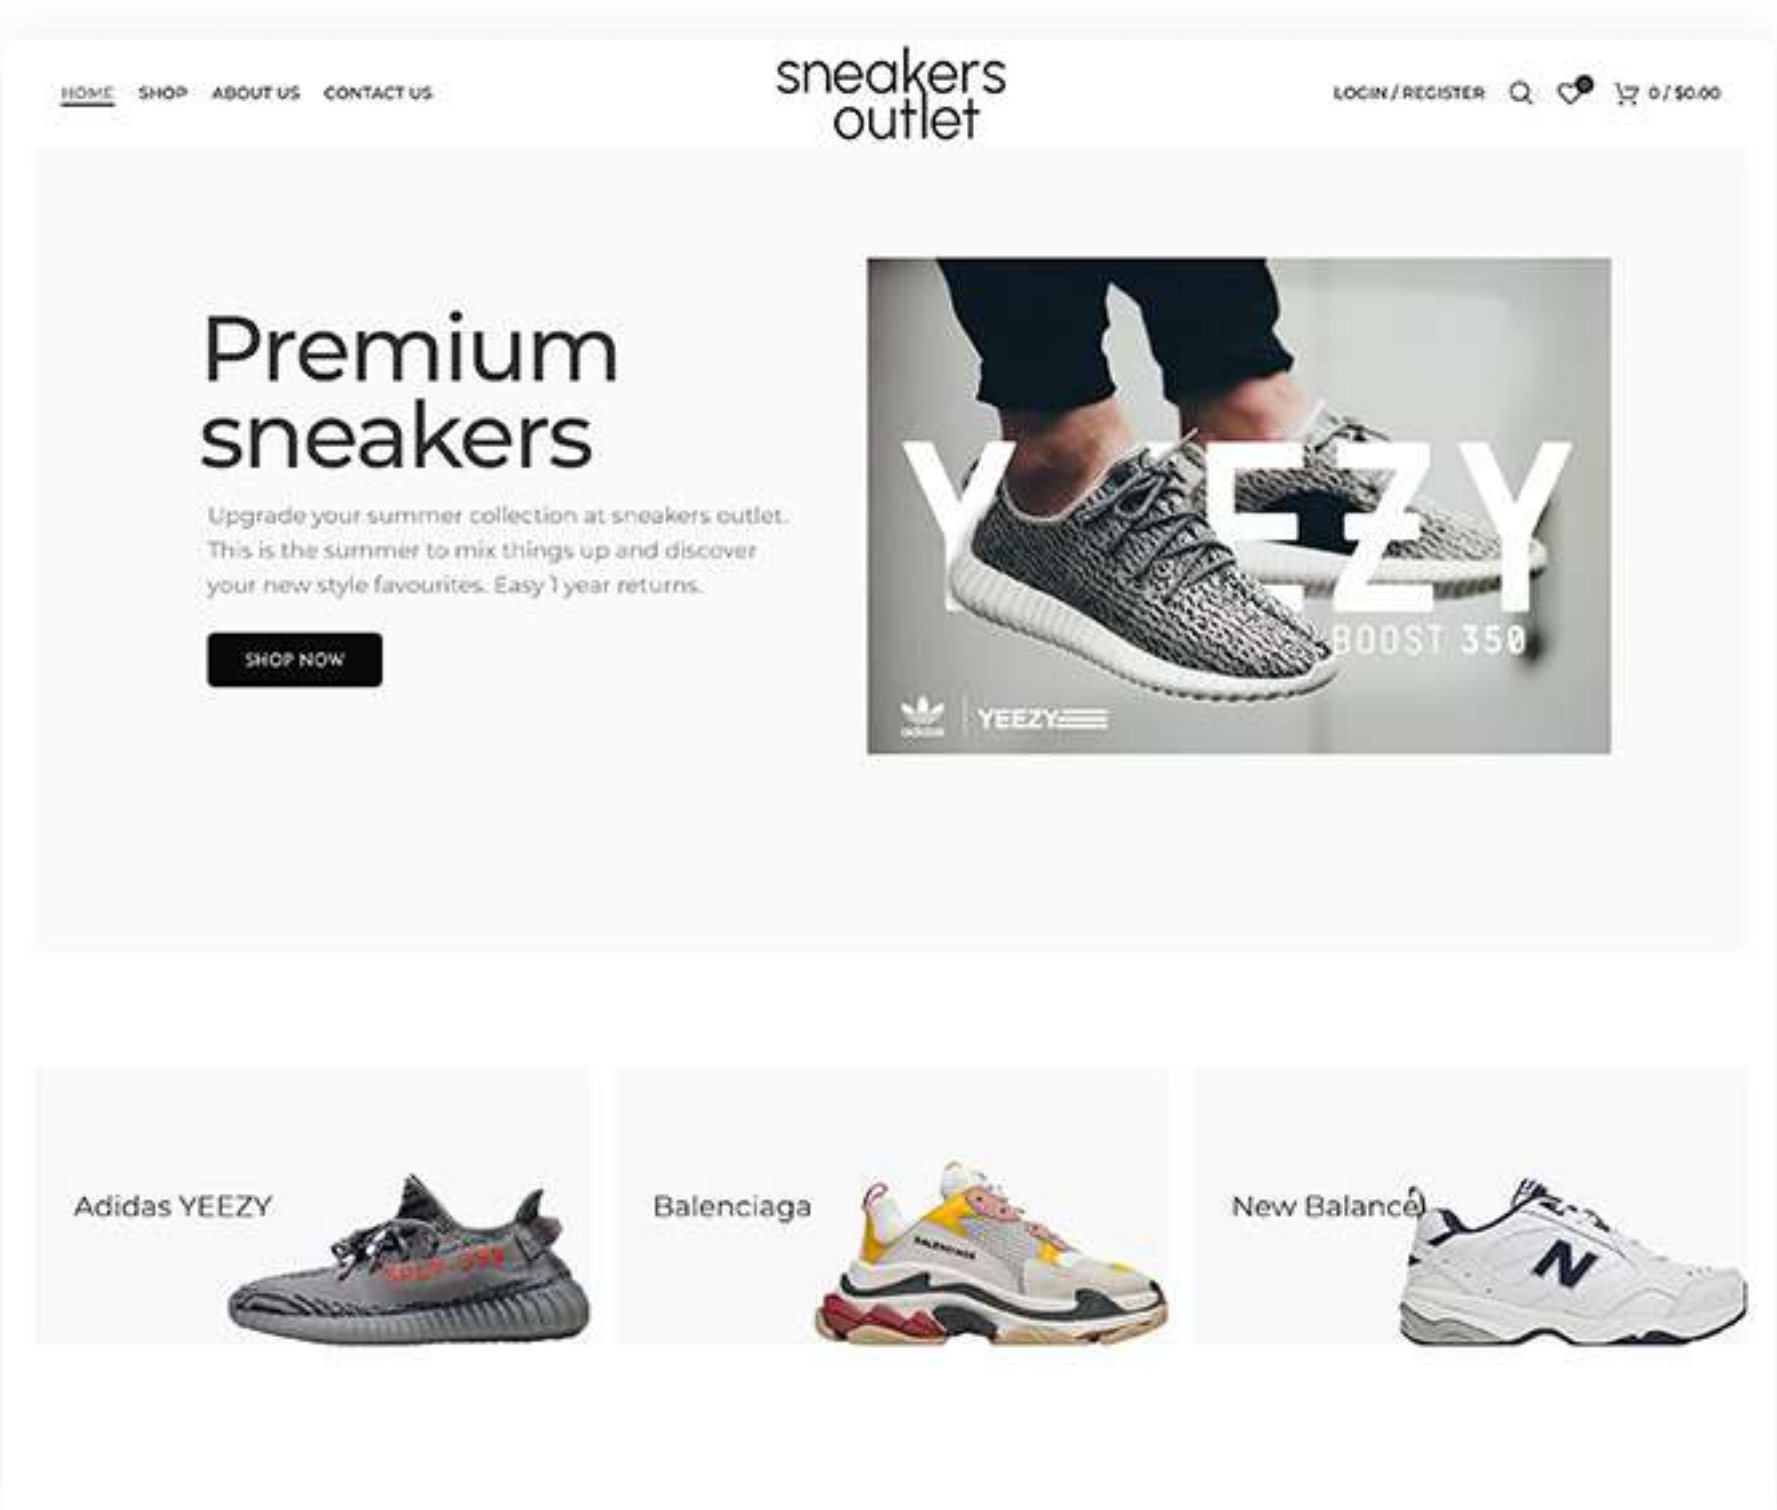 HOME SHOP ABOUT US CONTACT US
sneakers
outlet
LOGIN / REGISTER 0 / $0.00
Premium
sneakers
Upgrade your summer collection at sneakers outlet.
This is the summer to mix things up and discover
your new style favourites. Easy 1 year returns.
SHOP NOW
YEEZY
BOOST 350
adidas YEEZY
Adidas YEEZY
Balenciaga
BALENCIAGA
New Balance
N